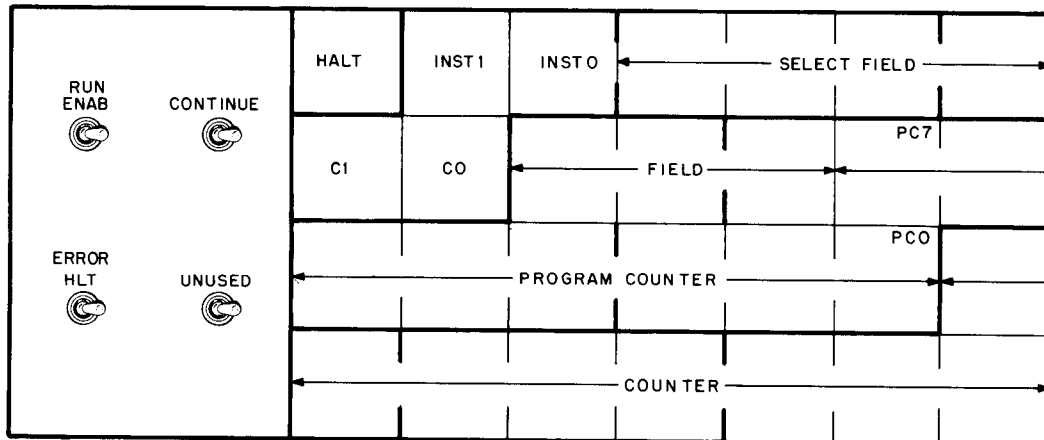 RUN
ENAB
CONTINUE
ERROR
HLT
UNUSED
HALT
INST1
INST0
SELECT FIELD
C1
C0
FIELD
PC7
PROGRAM COUNTER
PC0
COUNTER